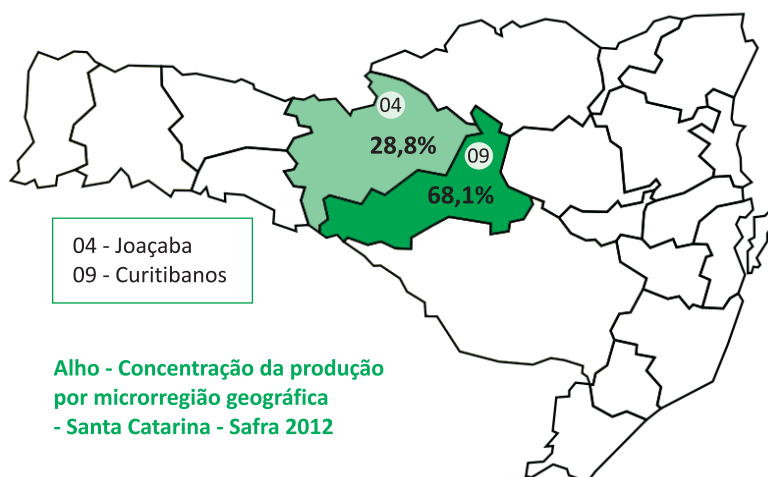 04
28,8%
09
68,1%
04 - Joaçaba
09 - Curitibanos
Alho - Concentração da produção
por microrregião geográfica
- Santa Catarina - Safra 2012